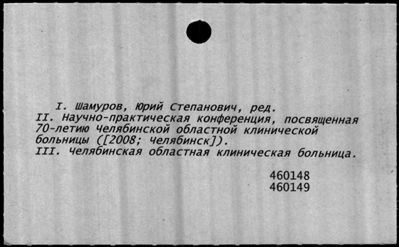 I. Шамуров, Юрий Степанович, ред.
II. Научно-практическая конференция, посвященная
70-летию Челябинской областной клинической
больницы ([2008; Челябинск]).
III. Челябинская областная клиническая больница.
460148
460149